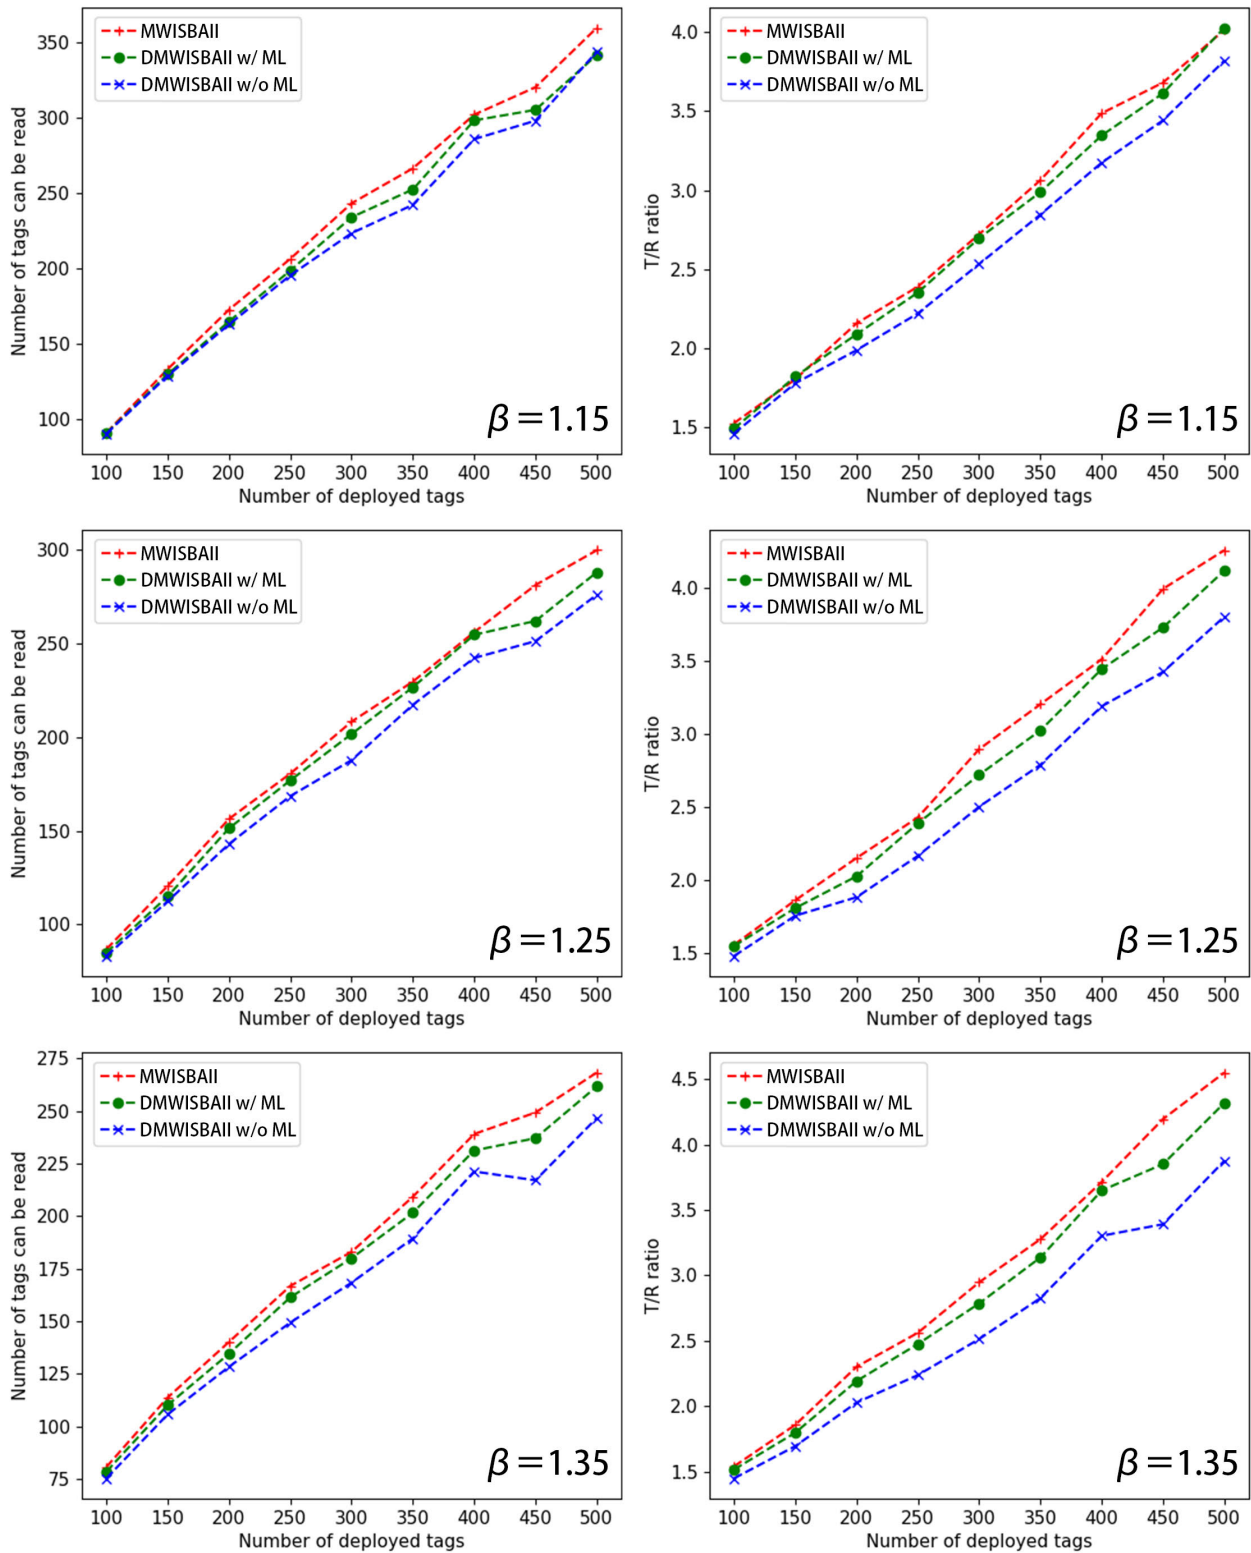 MWISBAII
DMWISBAII w/ ML
DMWISBAII w/o ML
350
300
250
200
150
100
Number of tags can be read
β=1.15
100 150 200 250 300 350 400 450 500
Number of deployed tags
MWISBAII
DMWISBAII w/ ML
DMWISBAII w/o ML
4.0
3.5
3.0
2.5
2.0
1.5
T/R ratio
β=1.15
100 150 200 250 300 350 400 450 500
Number of deployed tags
MWISBAII
DMWISBAII w/ ML
DMWISBAII w/o ML
300
250
200
150
100
Number of tags can be read
β=1.25
100 150 200 250 300 350 400 450 500
Number of deployed tags
MWISBAII
DMWISBAII w/ ML
DMWISBAII w/o ML
4.0
3.5
3.0
2.5
2.0
1.5
T/R ratio
β=1.25
100 150 200 250 300 350 400 450 500
Number of deployed tags
MWISBAII
DMWISBAII w/ ML
DMWISBAII w/o ML
275
250
225
200
175
150
125
100
75
Number of tags can be read
β=1.35
100 150 200 250 300 350 400 450 500
Number of deployed tags
MWISBAII
DMWISBAII w/ ML
DMWISBAII w/o ML
4.5
4.0
3.5
3.0
2.5
2.0
1.5
T/R ratio
β=1.35
100 150 200 250 300 350 400 450 500
Number of deployed tags